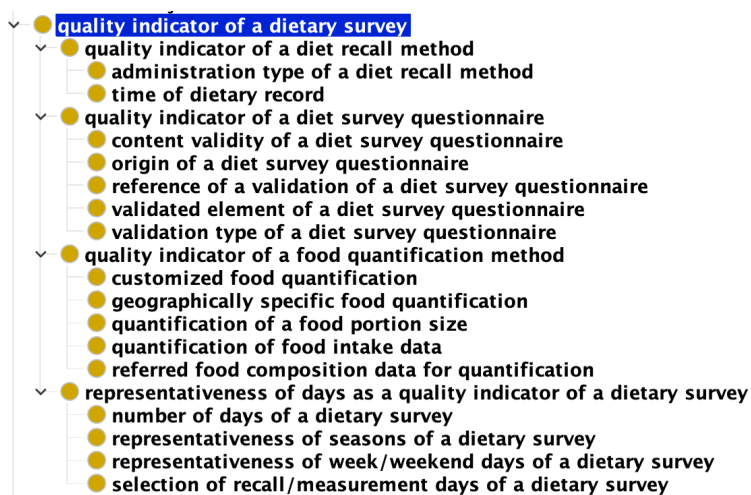 quality indicator of a dietary survey
quality indicator of a diet recall method
administration type of a diet recall method
time of dietary record
quality indicator of a diet survey questionnaire
content validity of a diet survey questionnaire
origin of a diet survey questionnaire
reference of a validation of a diet survey questionnaire
validated element of a diet survey questionnaire
validation type of a diet survey questionnaire
quality indicator of a food quantification method
customized food quantification
geographically specific food quantification
quantification of a food portion size
quantification of food intake data
referred food composition data for quantification
representativeness of days as a quality indicator of a dietary survey
number of days of a dietary survey
representativeness of seasons of a dietary survey
representativeness of week/weekend days of a dietary survey
selection of recall/measurement days of a dietary survey